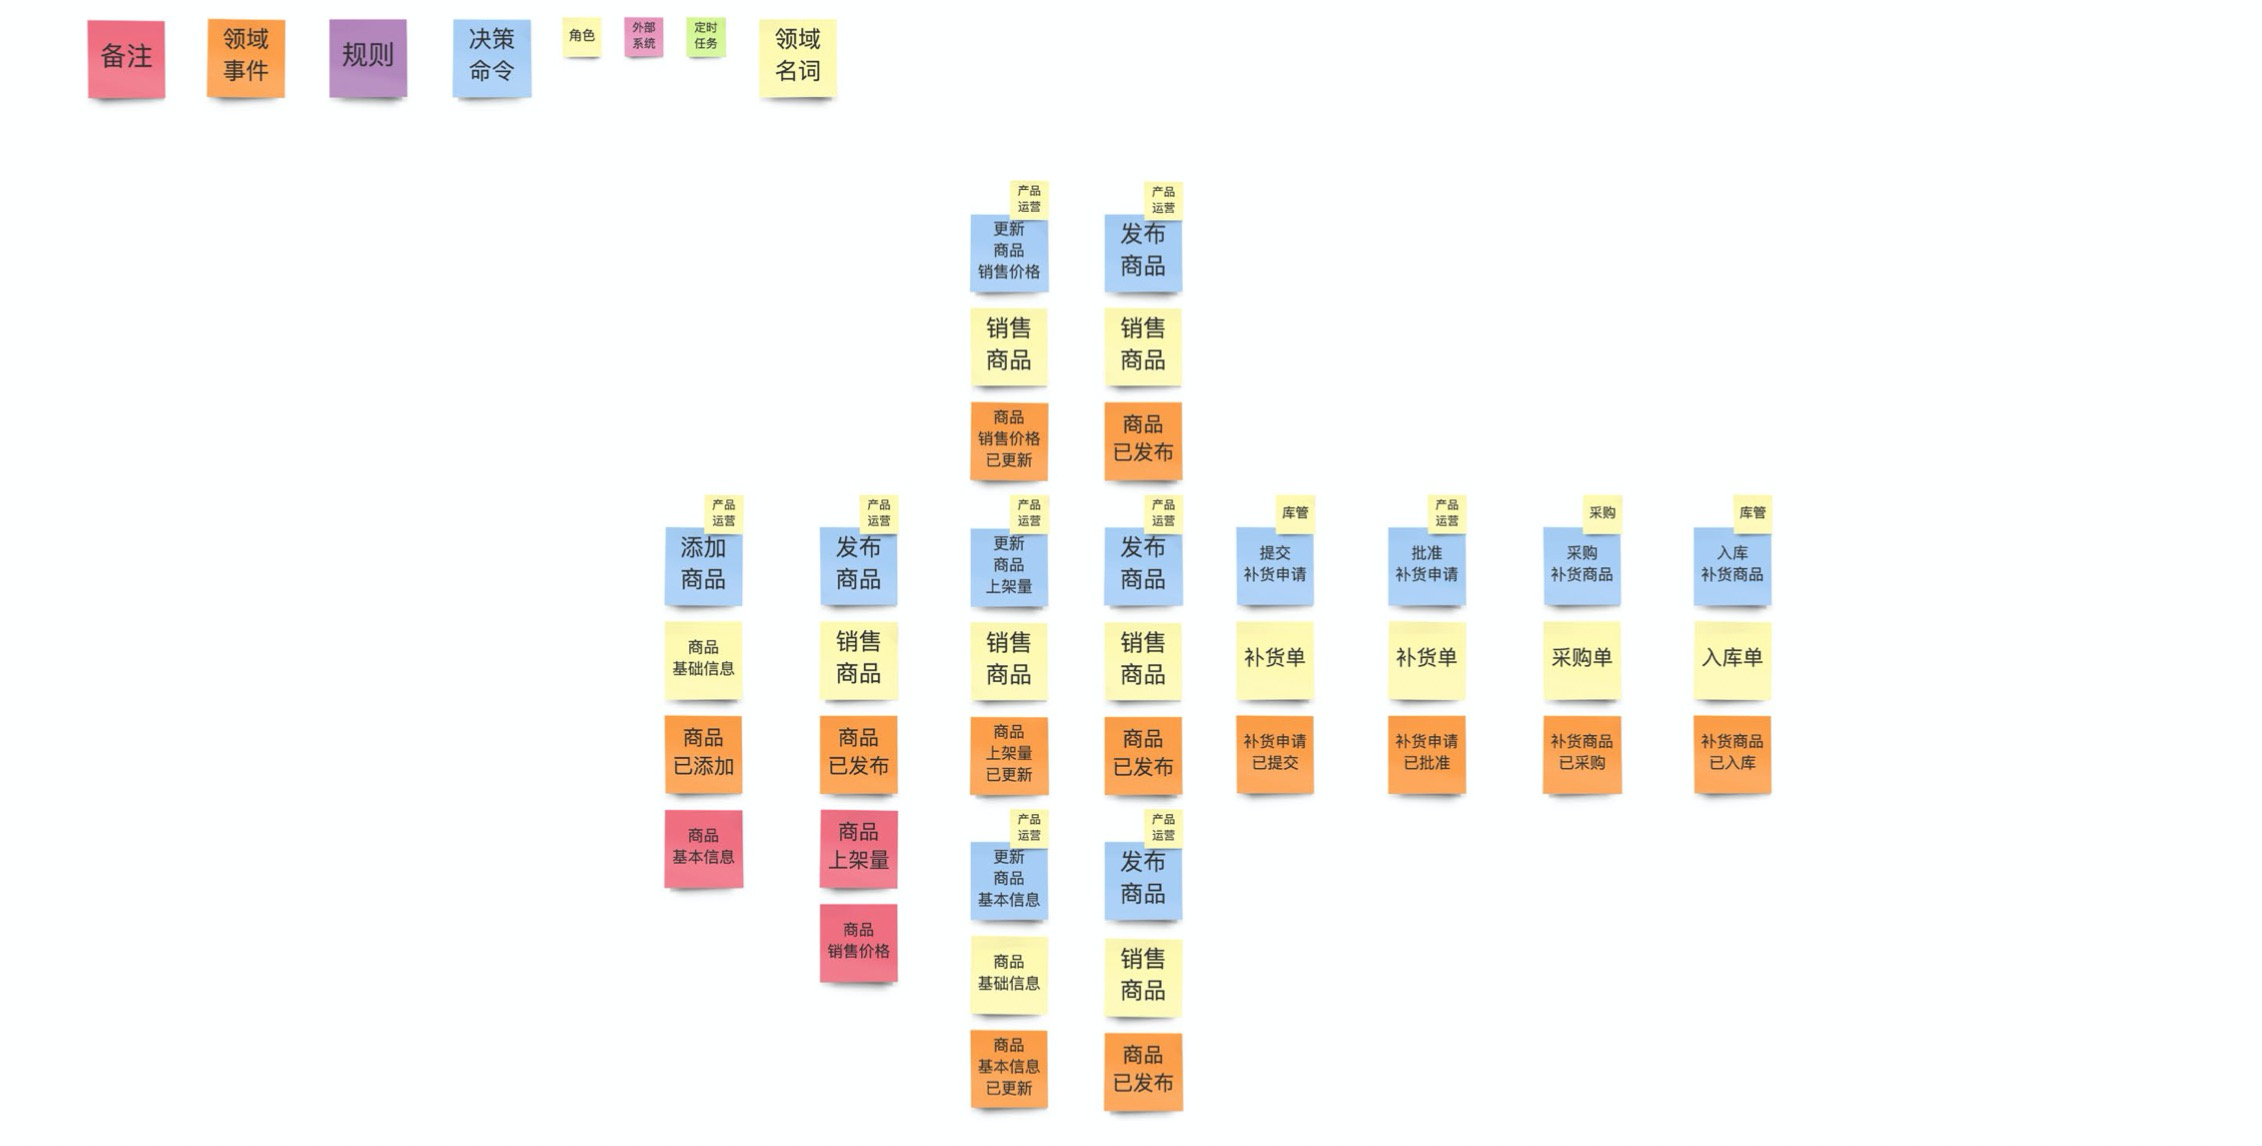 备注
领域
事件
规则
决策
命令
角色
外部
系统
定时
任务
领域
名词
产品
运营
更新
商品
销售价格
销售
商品
商品
销售价格
已更新
产品
运营
发布
商品
销售
商品
商品
已发布
产品
运营
添加
商品
商品
基础信息
商品
已添加
商品
基本信息
产品
运营
发布
商品
销售
商品
商品
已发布
商品
上架量
商品
销售价格
产品
运营
更新
商品
上架量
销售
商品
商品
上架量
已更新
产品
运营
发布
商品
销售
商品
商品
已发布
库管
提交
补货申请
补货单
补货申请
已提交
产品
运营
批准
补货申请
补货单
补货申请
已批准
采购
采购
补货商品
采购单
补货商品
已采购
库管
入库
补货商品
入库单
补货商品
已入库
产品
运营
更新
商品
基本信息
商品
基础信息
商品
基本信息
已更新
产品
运营
发布
商品
销售
商品
商品
已发布